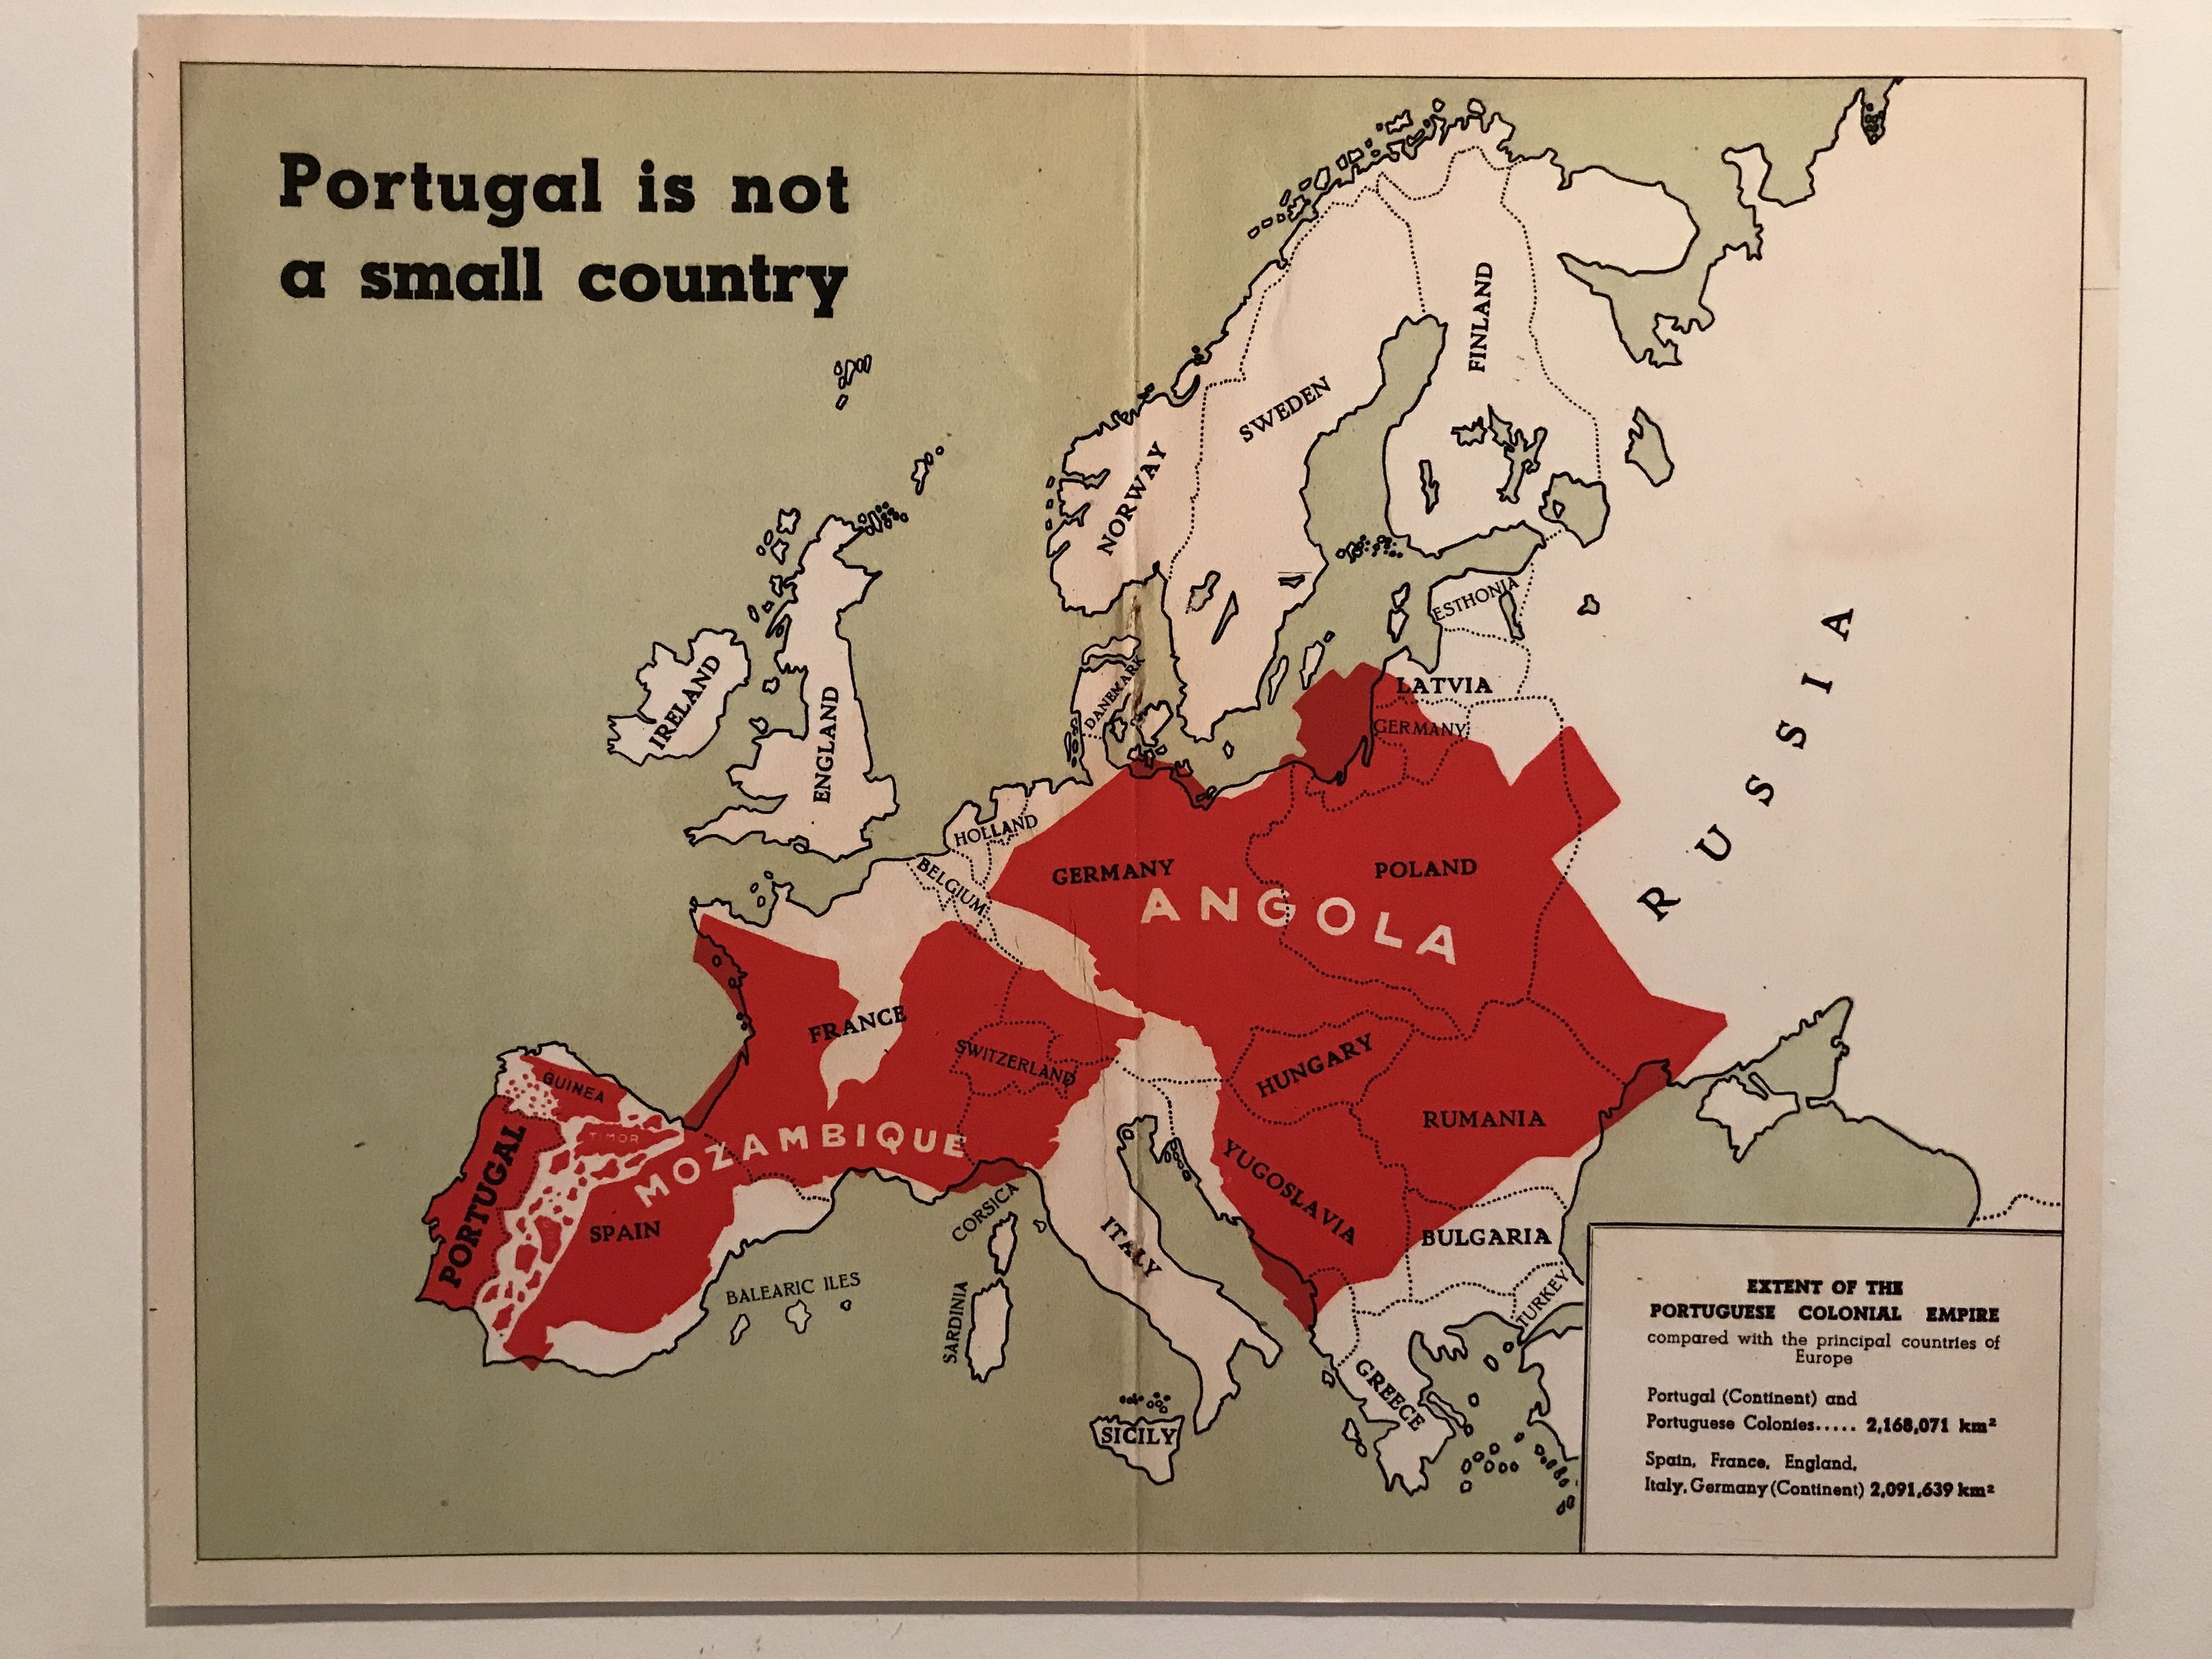 Portugal is not
a small country
FINLAND
SWEDEN
NORWAY
ESTHONIA
DANEMARK
LATVIA
GERMANY
IRELAND
ENGLAND
RUSSIA
HOLLAND
BELGIUM
GERMANY
POLAND
ANGOLA
FRANCE
SWITZERLAND
HUNGARY
RUMANIA
GUINEA
TIMOR
PORTUGAL
MOZAMBIQUE
SPAIN
YUGOSLAVIA
CORSICA
ITALY
BULGARIA
BALEARIC ILES
SARDINIA
TURKEY
GREECE
SICILY
EXTENT OF THE
PORTUGUESE COLONIAL EMPIRE
compared with the principal countries of
Europe
Portugal (Continent) and
Portuguese Colonies..... 2,168,071 km²
Spain, France, England,
Italy, Germany (Continent) 2,091,639 km²